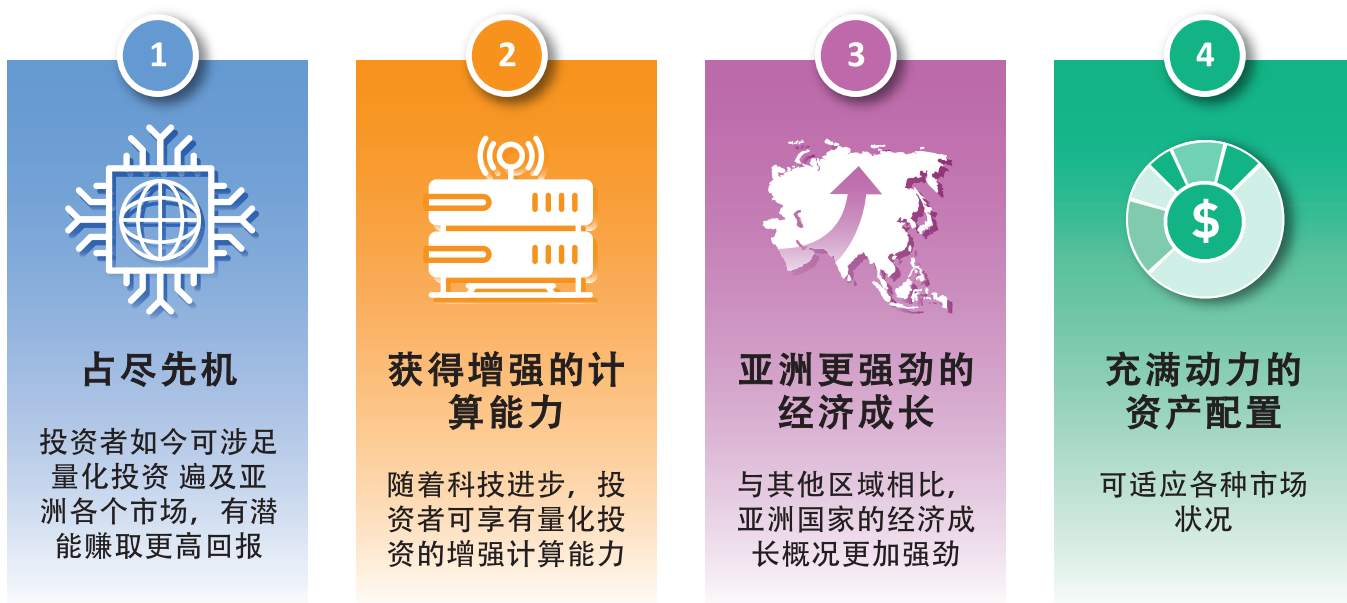 1
占尽先机
投资者如今可涉足
量化投资 遍及亚
洲各个市场，有潜
能赚取更高回报
2
获得增强的计
算能力
随着科技进步，投
资者可享有量化投
资的增强计算能力
3
亚洲更强劲的
经济成长
与其他区域相比，
亚洲国家的经济成
长概况更加强劲
4
$
充满动力的
资产配置
可适应各种市场
状况